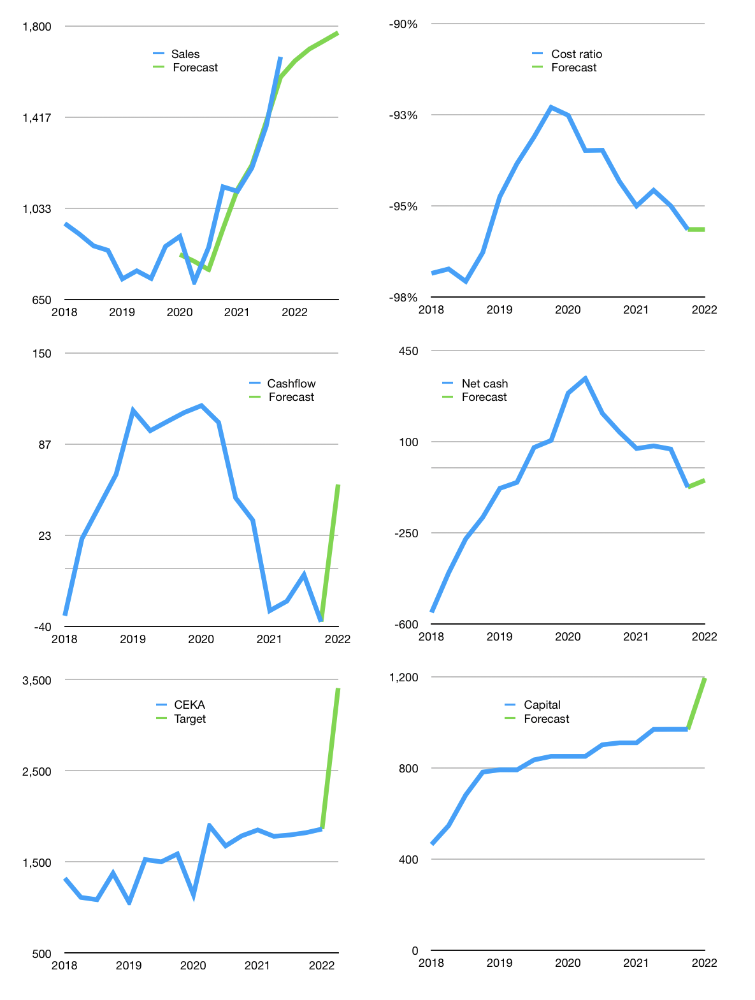 1,800
Sales
Forecast
1,417
1,033
650
2018 2019 2020 2021 2022
-90%
Cost ratio
Forecast
-93%
-95%
-98%
2018 2019 2020 2021 2022
150
Cashflow
Forecast
87
23
-40
2018 2019 2020 2021 2022
450
Net cash
Forecast
100
-250
-600
2018 2019 2020 2021 2022
3,500
CEKA
Target
2,500
1,500
500
2018 2019 2020 2021 2022
1,200
Capital
Forecast
800
400
0
2018 2019 2020 2021 2022